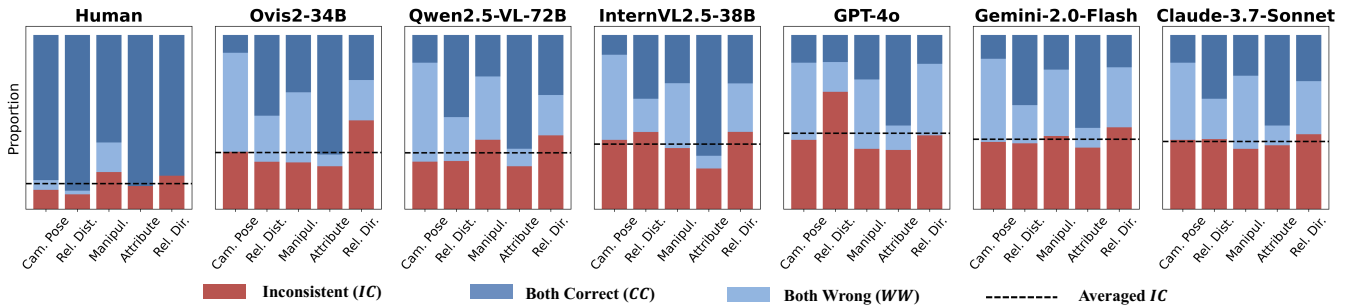 Human
Ovis2-34B
Qwen2.5-VL-72B
InternVL2.5-38B
GPT-4o
Gemini-2.0-Flash
Claude-3.7-Sonnet
Proportion
Cam. Pose
Rel. Dist.
Manipul.
Attribute
Rel. Dir.
Cam. Pose
Rel. Dist.
Manipul.
Attribute
Rel. Dir.
Cam. Pose
Rel. Dist.
Manipul.
Attribute
Rel. Dir.
Cam. Pose
Rel. Dist.
Manipul.
Attribute
Rel. Dir.
Cam. Pose
Rel. Dist.
Manipul.
Attribute
Rel. Dir.
Cam. Pose
Rel. Dist.
Manipul.
Attribute
Rel. Dir.
Cam. Pose
Rel. Dist.
Manipul.
Attribute
Rel. Dir.
Inconsistent (IC)
Both Correct (CC)
Both Wrong (WW)
Averaged IC